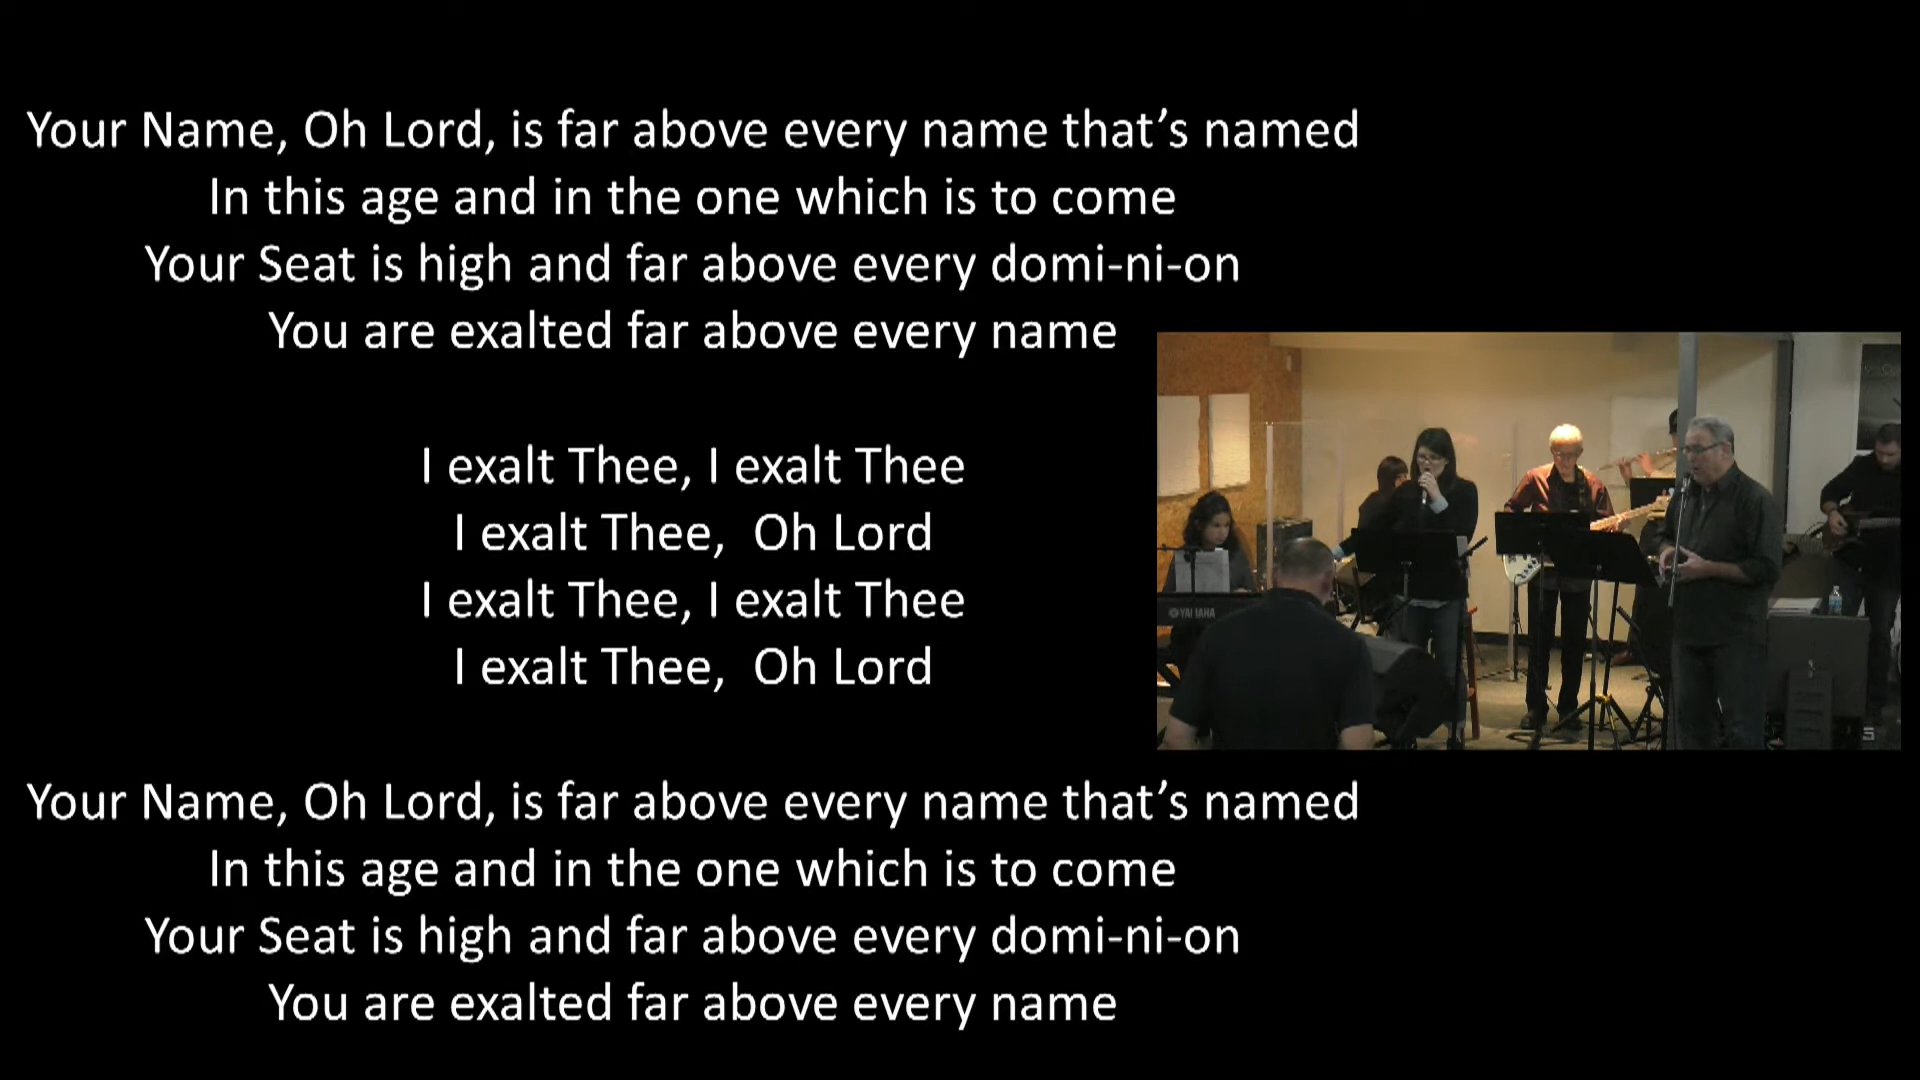 Your Name, Oh Lord, is far above every name that’s named
In this age and in the one which is to come
Your Seat is high and far above every domi-ni-on
You are exalted far above every name
I exalt Thee, I exalt Thee
I exalt Thee,  Oh Lord
I exalt Thee, I exalt Thee
I exalt Thee,  Oh Lord
Your Name, Oh Lord, is far above every name that’s named
In this age and in the one which is to come
Your Seat is high and far above every domi-ni-on
You are exalted far above every name
YAMAHA